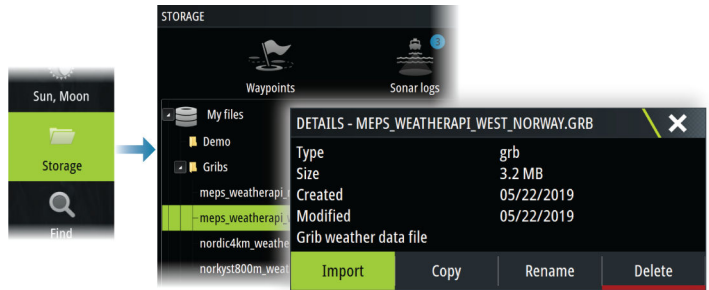 STORAGE
3
Waypoints
Sonar logs
Sun, Moon
Storage
Find
My files
Demo
Gribs
meps_weatherapi_
meps_weatherapi_
nordic4km_weathe
norkyst800m_weat
DETAILS - MEPS_WEATHERAPI_WEST_NORWAY.GRB
Type grb
Size 3.2 MB
Created 05/22/2019
Modified 05/22/2019
Grib weather data file
Import Copy Rename Delete